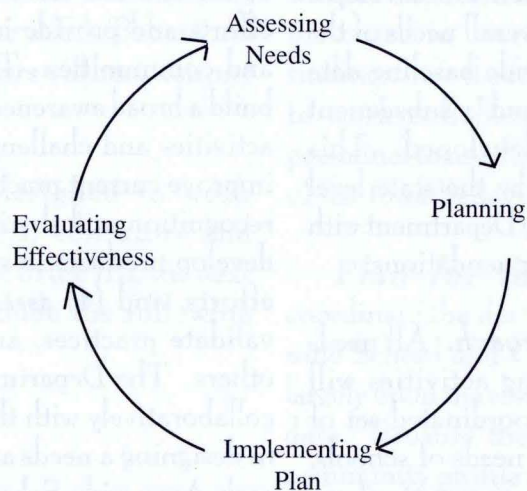 Assessing
Needs
Planning
Implementing
Plan
Evaluating
Effectiveness